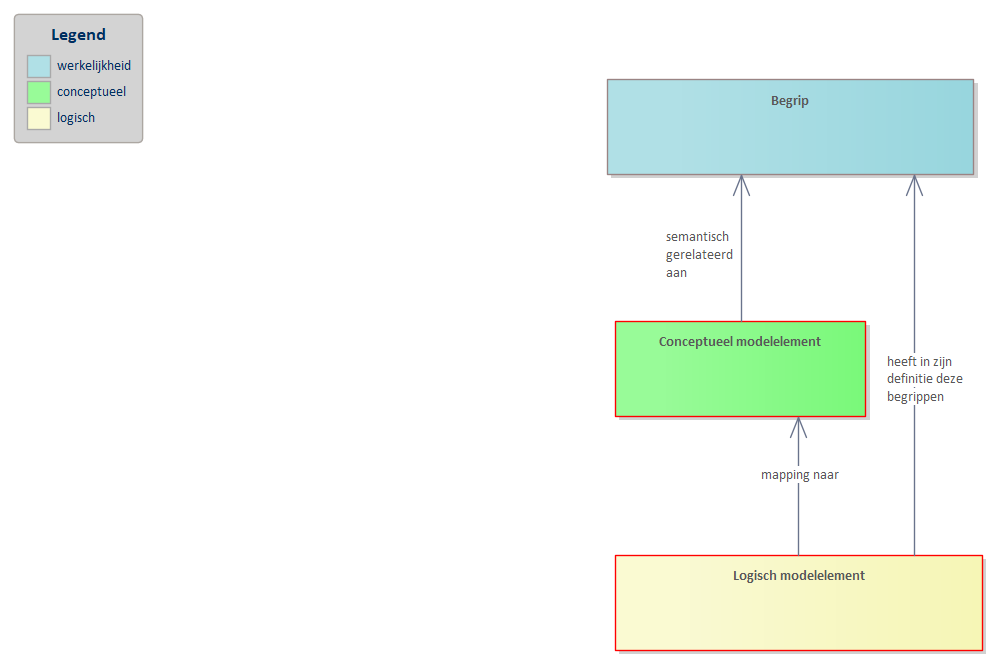 Legend
werkelijkheid
conceptueel
logisch
Begrip
semantisch
gerelateerd
aan
Conceptueel modelelement
heeft in zijn
definitie deze
begrippen
mapping naar
Logisch modelelement